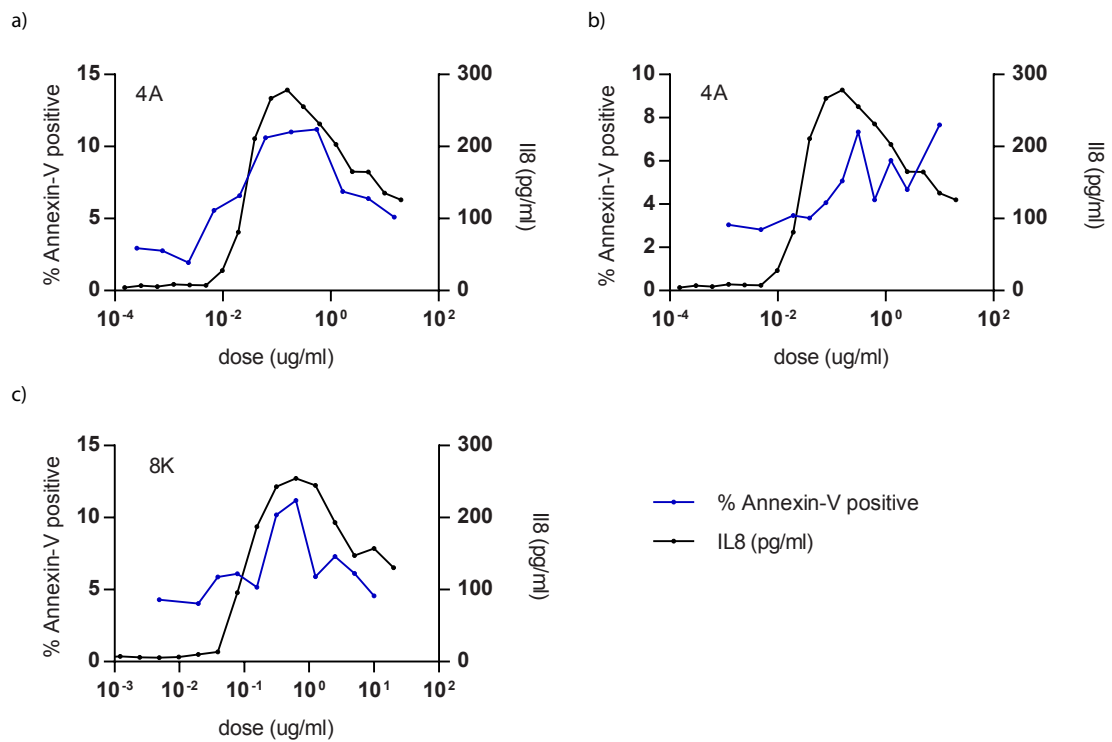 a)
15
10
5
0
% Annexin-V positive
4A
300
200
100
0
Il8 (pg/ml)
10-4
10-2
100
102
dose (ug/ml)
b)
10
8
6
4
2
0
% Annexin-V positive
4A
300
200
100
0
Il8 (pg/ml)
10-4
10-2
100
102
dose (ug/ml)
c)
15
10
5
0
% Annexin-V positive
8K
300
200
100
0
Il8 (pg/ml)
10-3
10-2
10-1
100
101
102
dose (ug/ml)
% Annexin-V positive
IL8 (pg/ml)